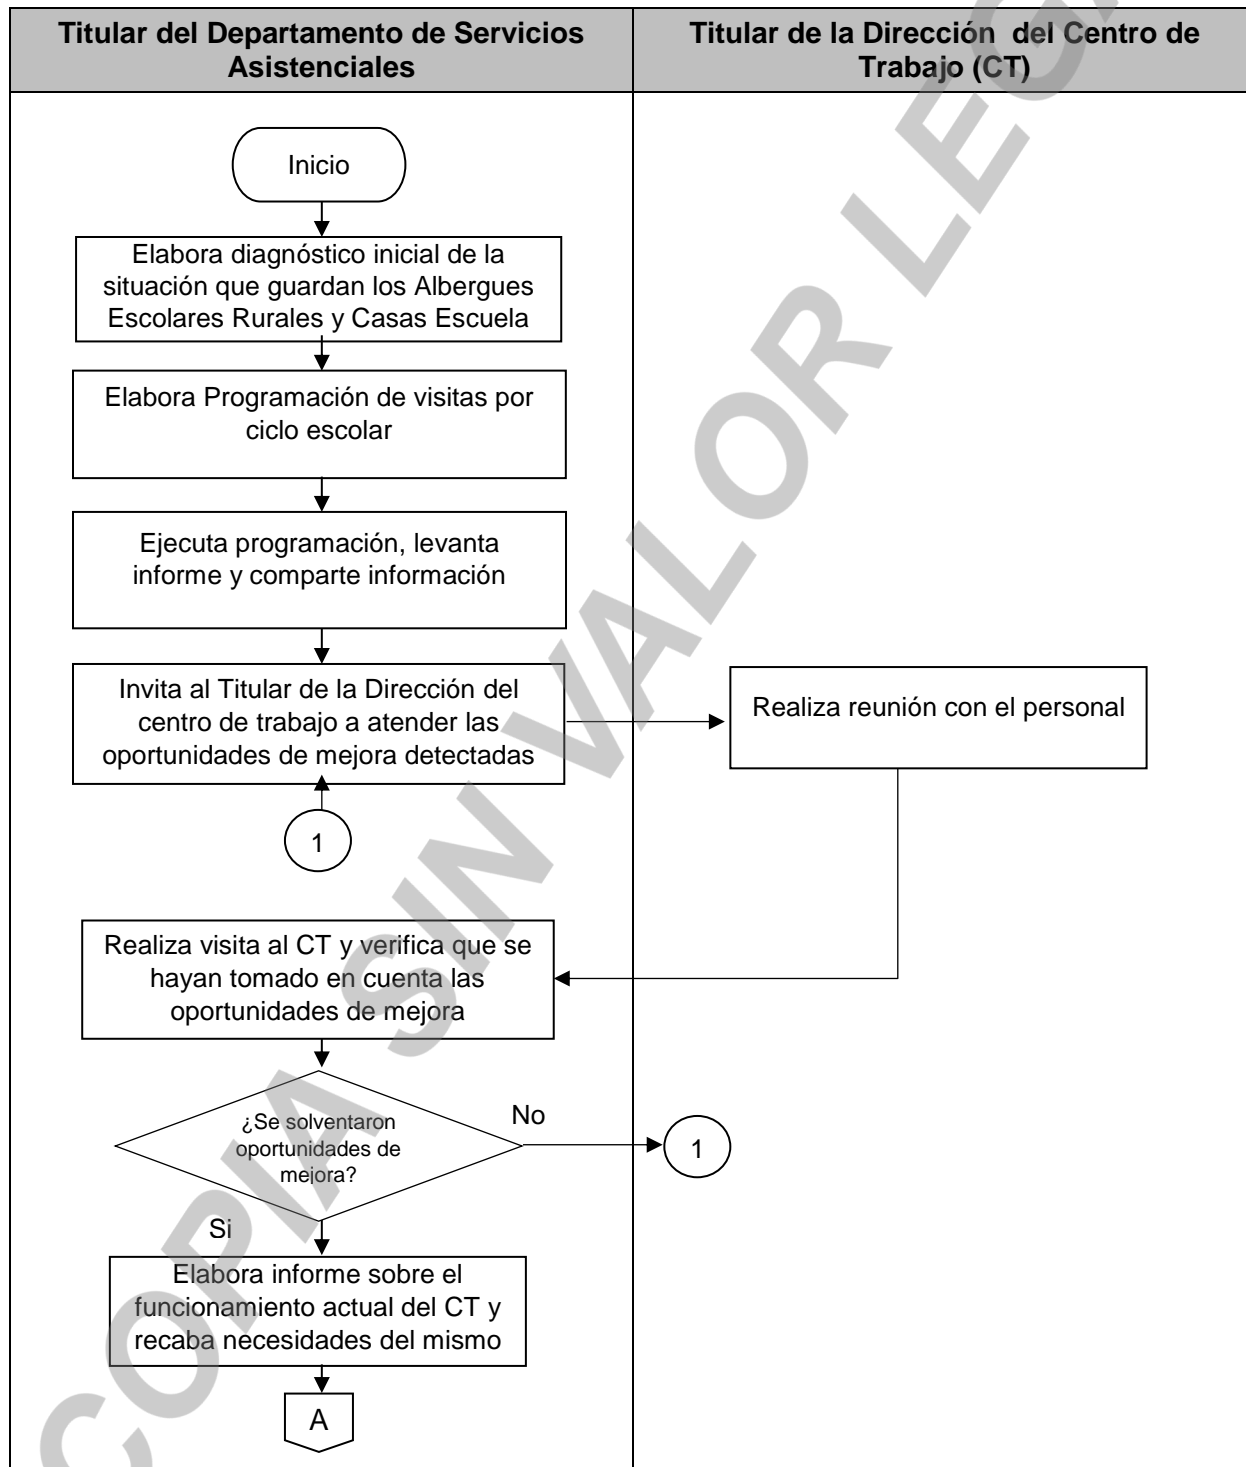 Titular del Departamento de Servicios
Asistenciales
Titular de la Dirección  del Centro de
Trabajo (CT)
Inicio
Elabora diagnóstico inicial de la
situación que guardan los Albergues
Escolares Rurales y Casas Escuela
Elabora Programación de visitas por
ciclo escolar
Ejecuta programación, levanta
informe y comparte información
Invita al Titular de la Dirección del
centro de trabajo a atender las
oportunidades de mejora detectadas
Realiza reunión con el personal
1
Realiza visita al CT y verifica que se
hayan tomado en cuenta las
oportunidades de mejora
¿Se solventaron
oportunidades de
mejora?
No
1
Si
Elabora informe sobre el
funcionamiento actual del CT y
recaba necesidades del mismo
A
COPIA SIN VALOR LEGA